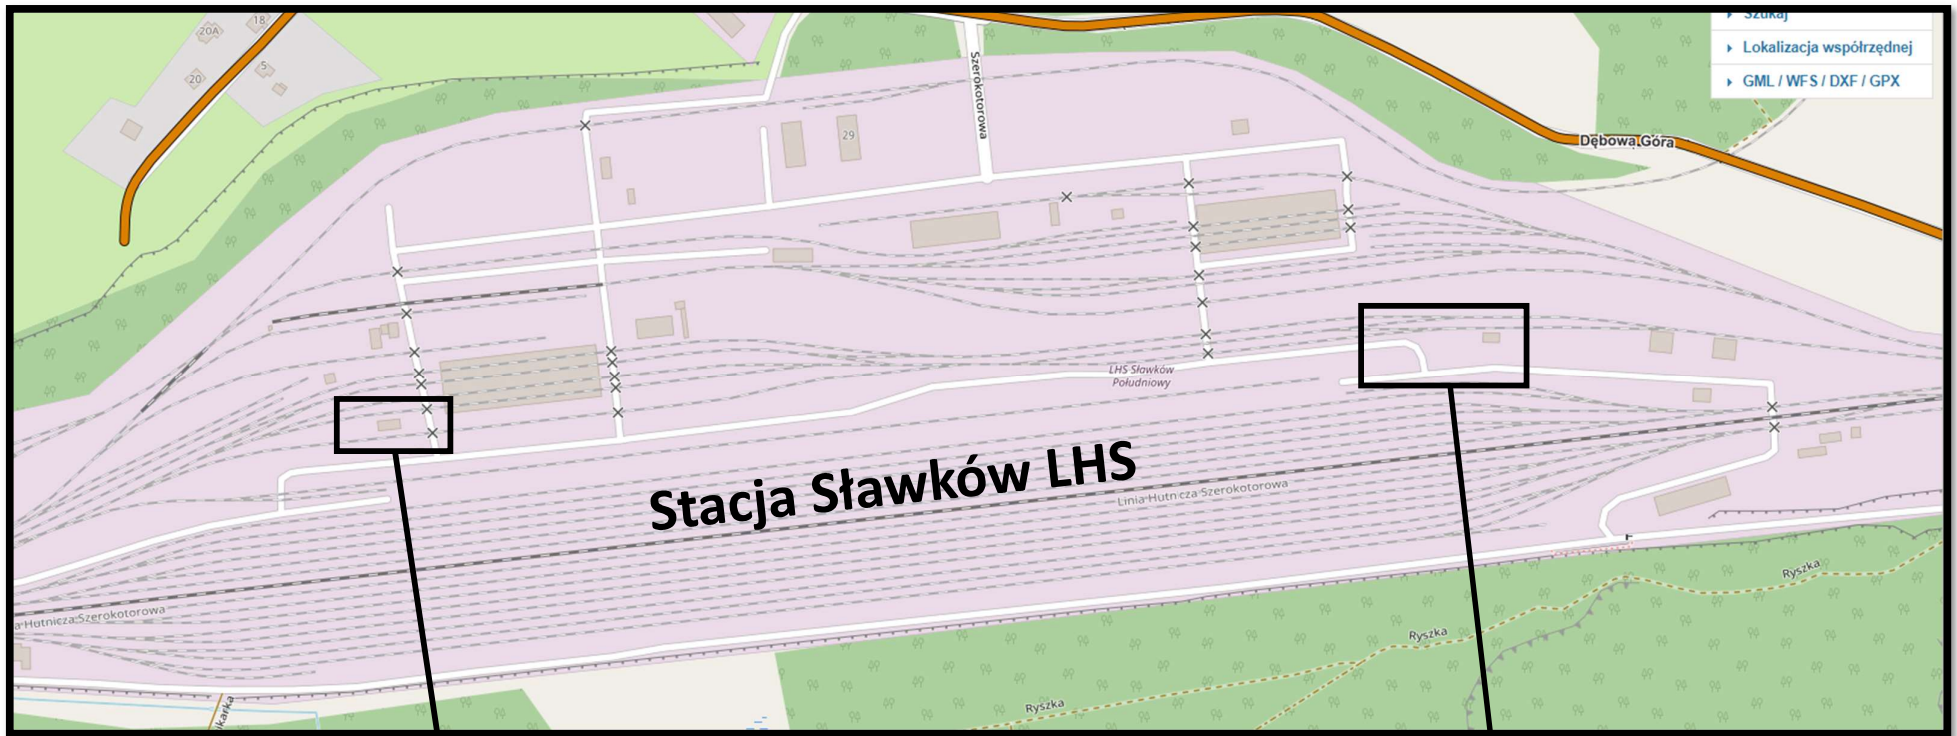 Szukaj
18
20A
Lokalizacja współrzędnej
5
20
GML / WFS / DXF / GPX
Szerokotorowa
29
Dębowa Góra
LHS Sławków
Południowy
Stacja Sławków LHS
Linia Hutnicza Szerokotorowa
a Hutnicza Szerokotorowa
Ryszka
Ryszka
Ryszka
ikarka